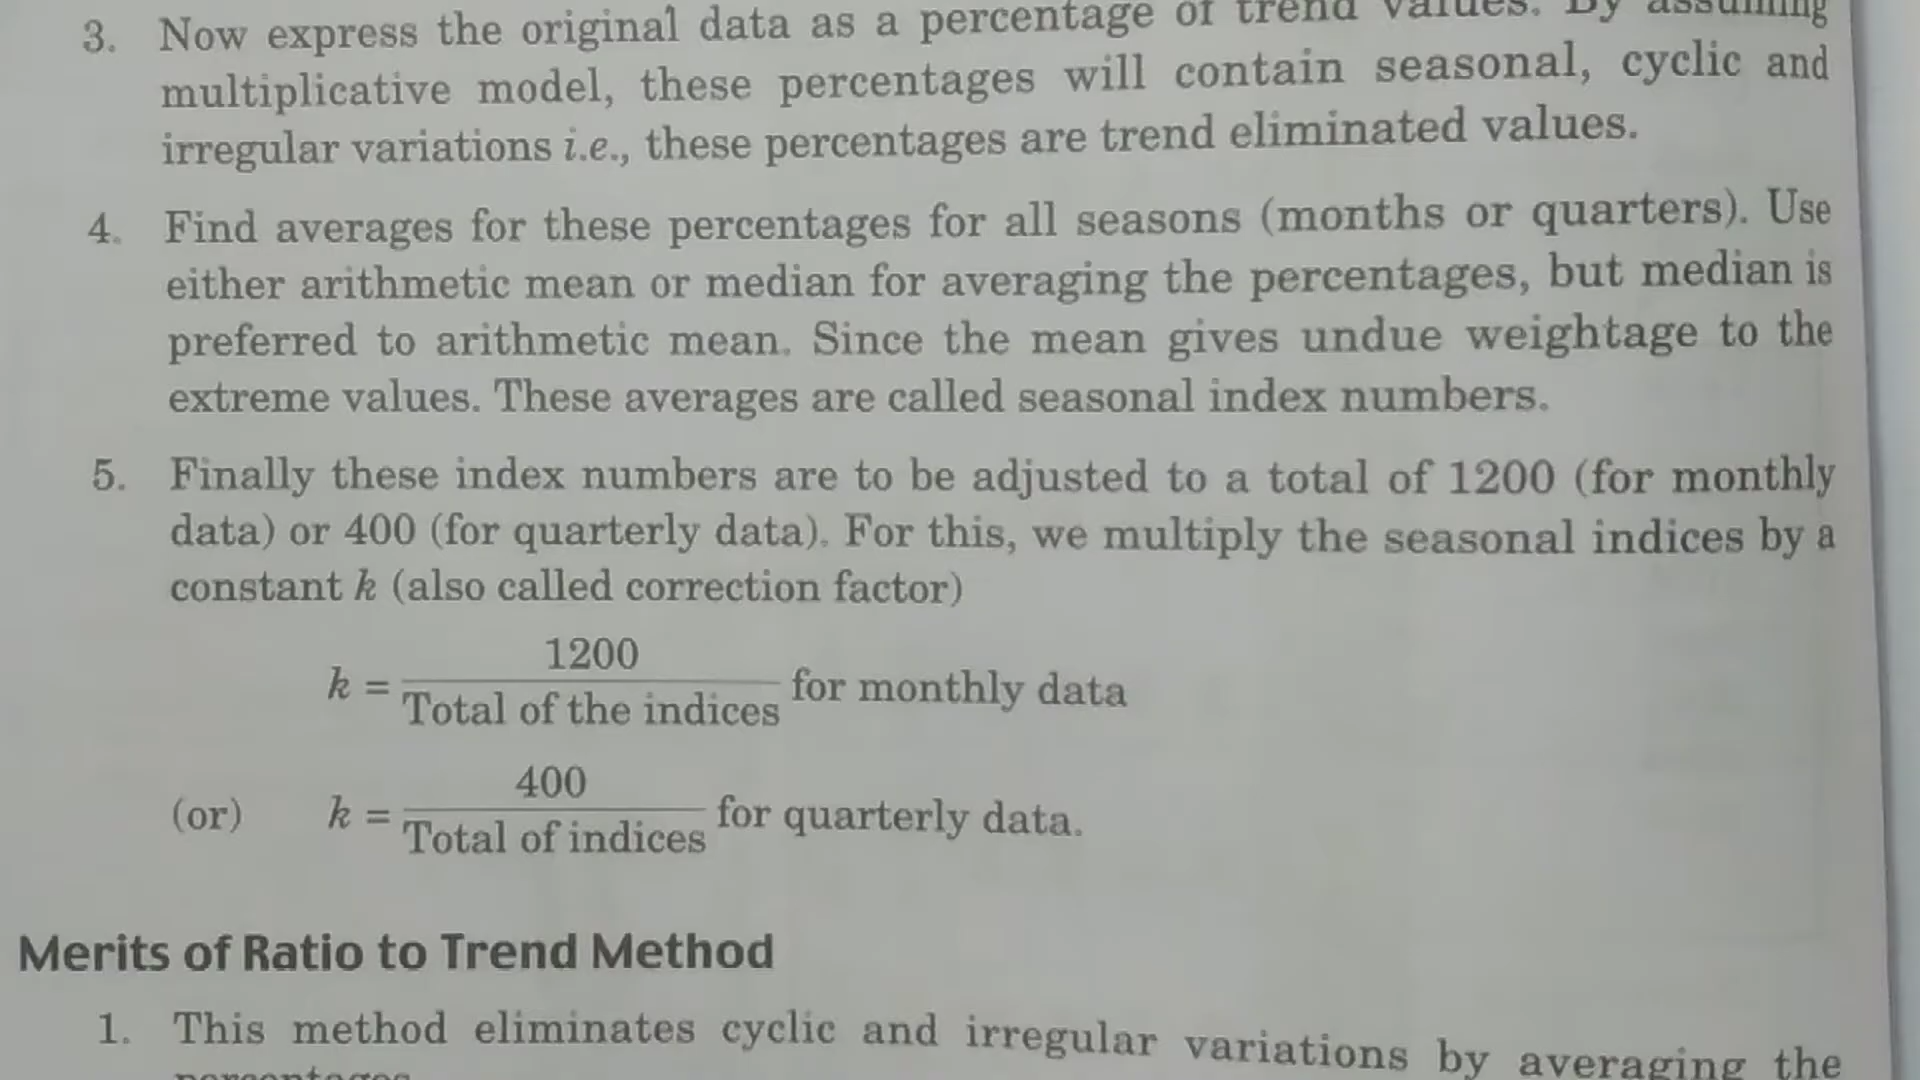 3. Now express the original data as a percentage of trend values. By assuming
multiplicative model, these percentages will contain seasonal, cyclic and
irregular variations i.e., these percentages are trend eliminated values.
4. Find averages for these percentages for all seasons (months or quarters). Use
either arithmetic mean or median for averaging the percentages, but median is
preferred to arithmetic mean. Since the mean gives undue weightage to the
extreme values. These averages are called seasonal index numbers.
5. Finally these index numbers are to be adjusted to a total of 1200 (for monthly
data) or 400 (for quarterly data). For this, we multiply the seasonal indices by a
constant k (also called correction factor)
1200
k = for monthly data
Total of the indices
400
(or) k = for quarterly data.
Total of indices
Merits of Ratio to Trend Method
1. This method eliminates cyclic and irregular variations by averaging the
percentages